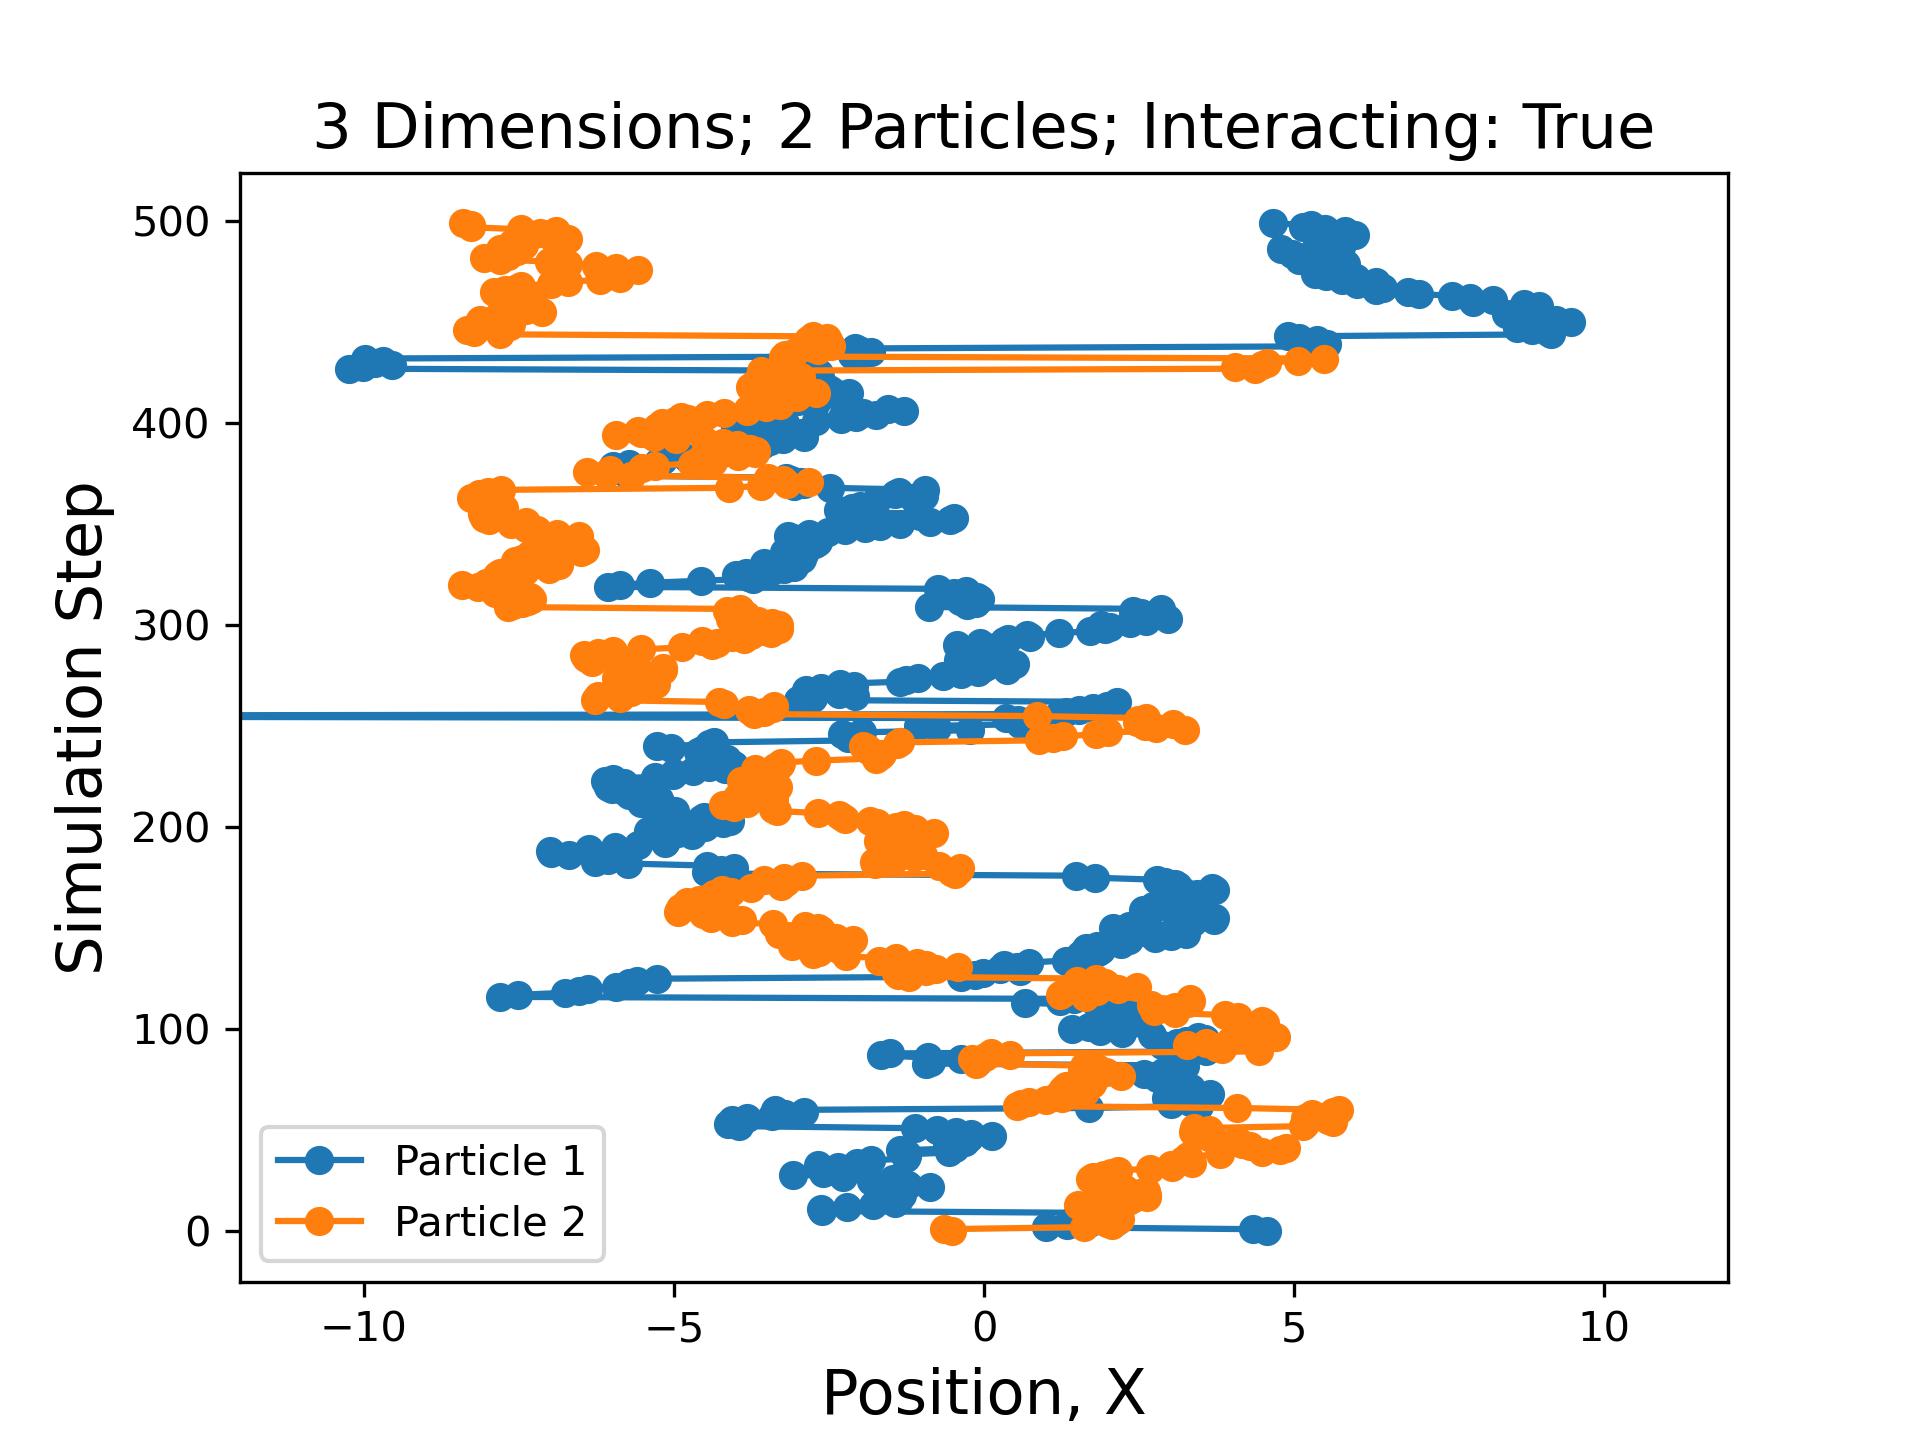 3 Dimensions; 2 Particles; Interacting: True
Simulation Step
500
400
300
200
100
0
Particle 1
Particle 2
−10
−5
0
5
10
Position, X